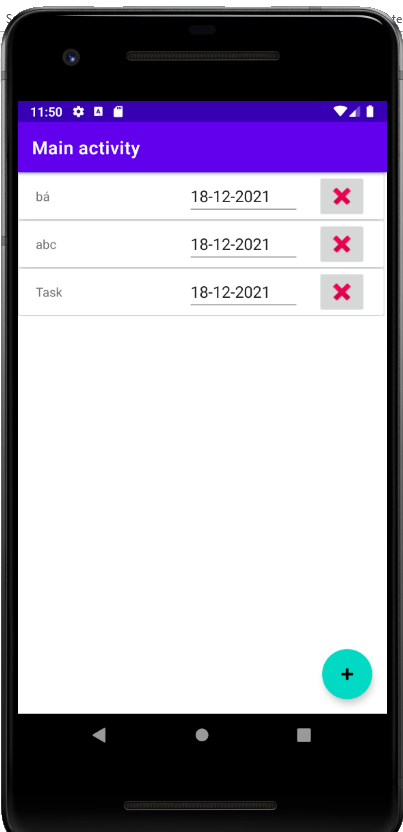 11:50
Main activity
bá 18-12-2021
abc 18-12-2021
Task 18-12-2021
+